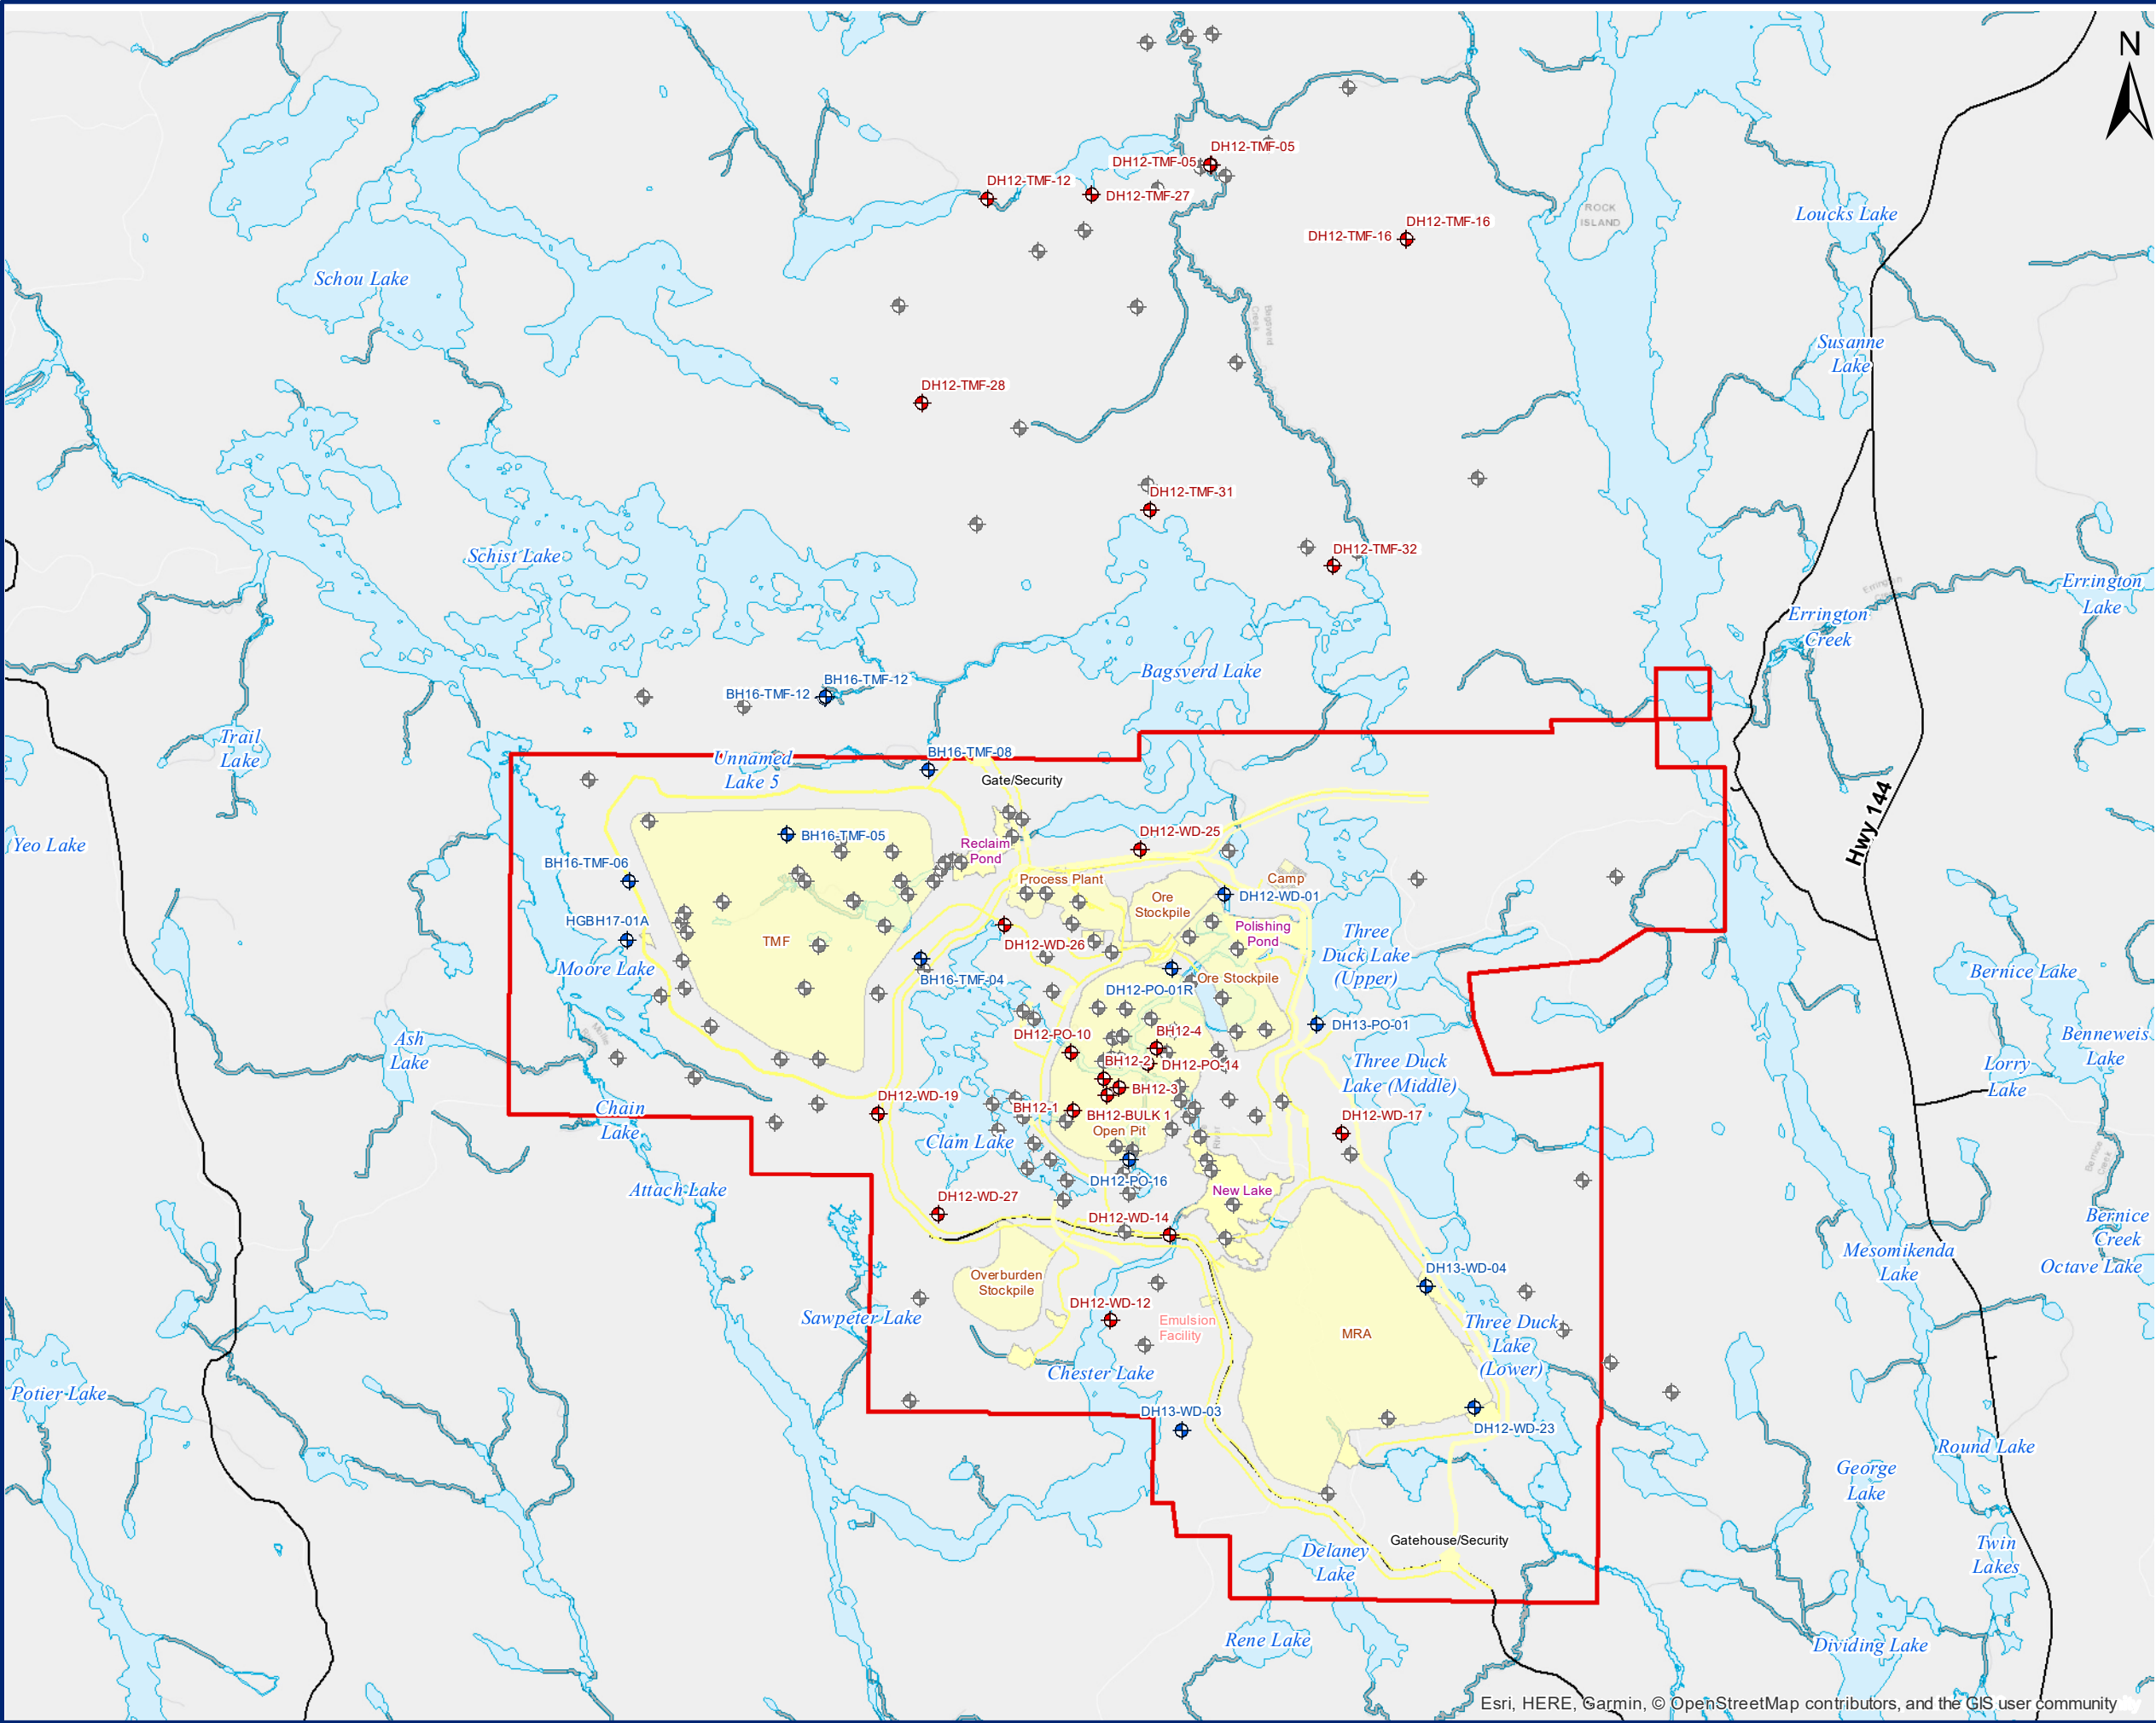 N
DH12-TMF-05
DH12-TMF-05
DH12-TMF-12
DH12-TMF-27
ROCK
ISLAND
Loucks Lake
DH12-TMF-16
DH12-TMF-16
Schou Lake
Bagsverd
Creek
Susanne
Lake
DH12-TMF-28
DH12-TMF-31
Schist Lake
DH12-TMF-32
Errington
Lake
Errington
Creek
Bagsverd Lake
BH16-TMF-12
BH16-TMF-12
Trail
Lake
Unnamed
Lake 5
BH16-TMF-08
Gate/Security
Hwy 144
Yeo Lake
BH16-TMF-05
DH12-WD-25
Reclaim
Pond
BH16-TMF-06
Process Plant
Camp
DH12-WD-01
Ore
Stockpile
HGBH17-01A
TMF
DH12-WD-26
Polishing
Pond
Three
Duck Lake
(Upper)
Moore Lake
BH16-TMF-04
Ore Stockpile
DH12-PO-01R
Bernice Lake
DH12-PO-10
BH12-4
DH13-PO-01
Ash
Lake
BH12-2
DH12-PO-14
Three Duck
Lake (Middle)
Benneweis
Lake
Lorry
Lake
BH12-3
DH12-WD-19
BH12-1
BH12-BULK 1
Open Pit
DH12-WD-17
Chain
Lake
Clam Lake
River
Bernice
Creek
DH12-PO-16
Attach Lake
DH12-WD-27
New Lake
DH12-WD-14
Bernice
Creek
Mesomikenda
Lake
Octave Lake
DH13-WD-04
Overburden
Stockpile
DH12-WD-12
Sawpeter Lake
Emulsion
Facility
MRA
Three Duck
Lake
(Lower)
Chester Lake
Potier Lake
DH13-WD-03
DH12-WD-23
Round Lake
George
Lake
Gatehouse/Security
Delaney
Lake
Twin
Lakes
Rene Lake
Dividing Lake
Esri, HERE, Garmin, © OpenStreetMap contributors, and the GIS user community